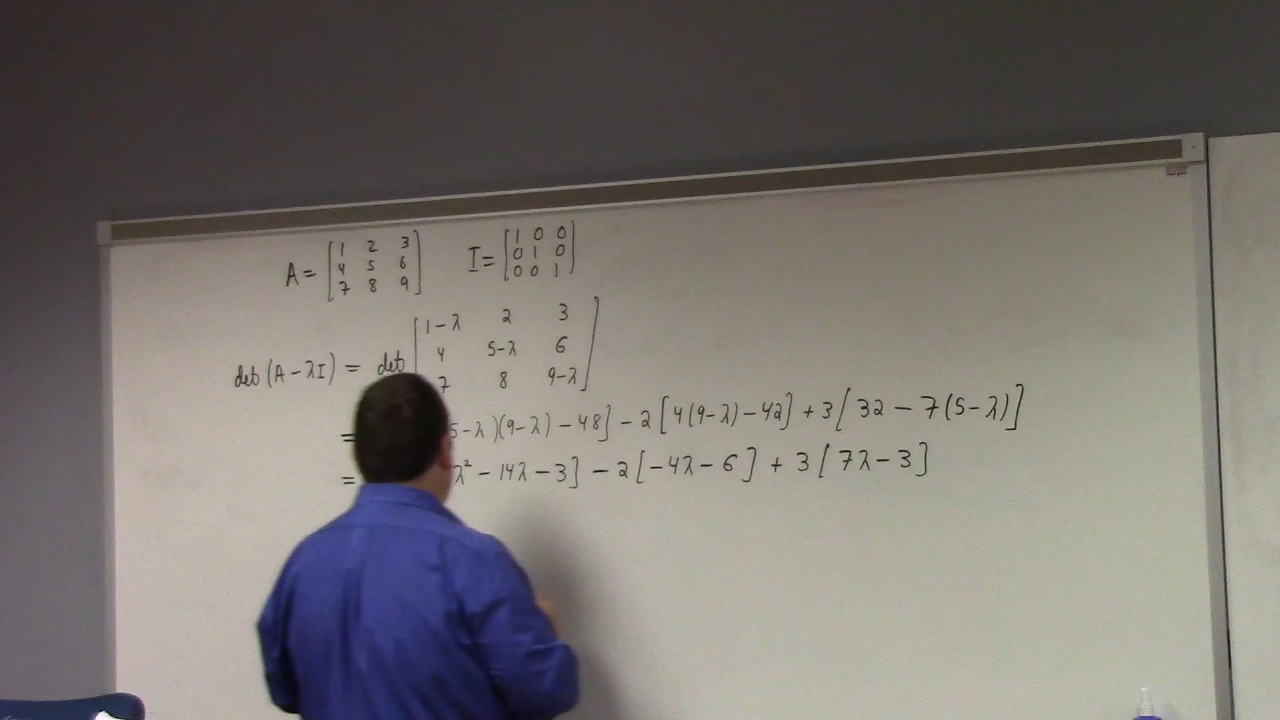 A = [1 2 3 I = [1 0 0
4 5 6 0 1 0
7 8 9] 0 0 1]
[1-λ 2 3
det(A-λI) = det 4 5-λ 6
7 8 9-λ]
= 5-λ)(9-λ) - 48] - 2[4(9-λ) - 42] + 3[32 - 7(5-λ)]
= λ² - 14λ - 3] - 2[-4λ - 6] + 3[7λ - 3]